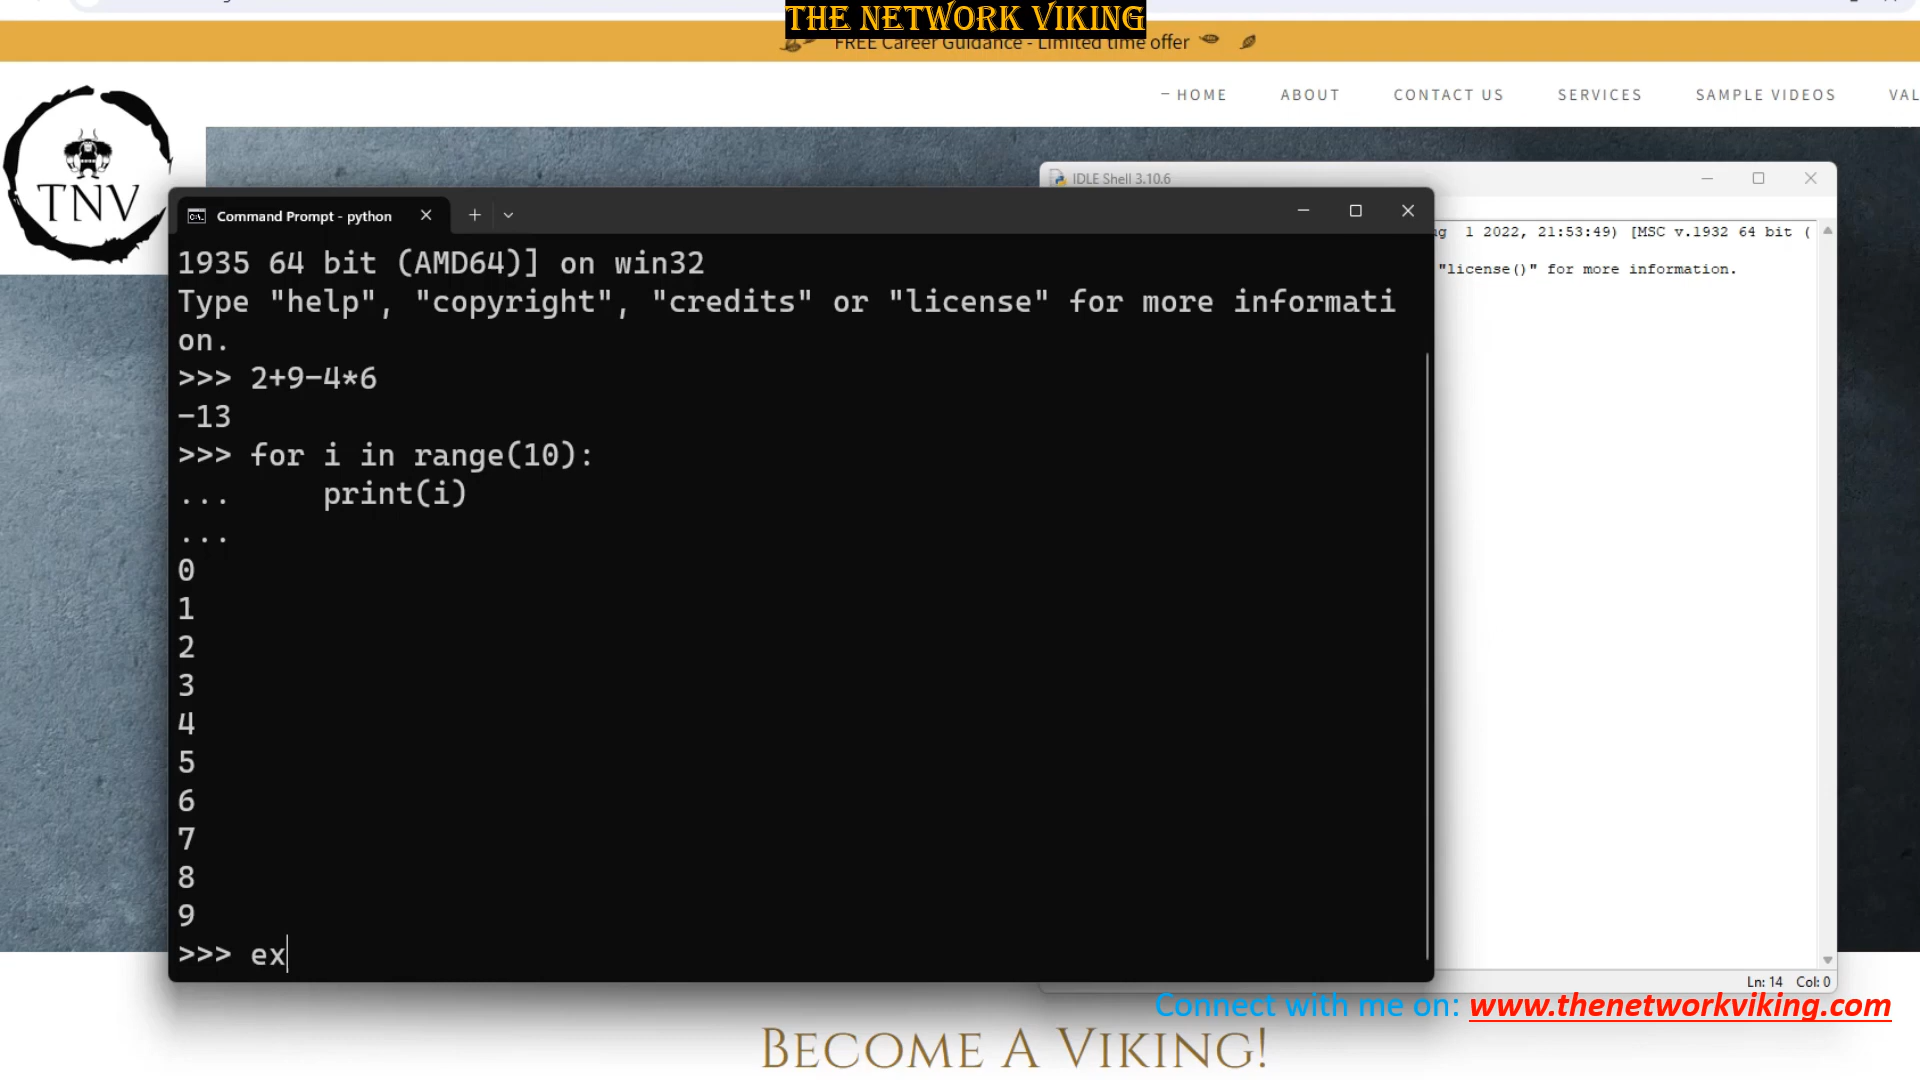 THE NETWORK VIKING
FREE Career Guidance - Limited time offer
HOME ABOUT CONTACT US SERVICES SAMPLE VIDEOS VAL
TNV
IDLE Shell 3.10.6
Command Prompt - python
1 2022, 21:53:49) [MSC v.1932 64 bit (
"license()" for more information.
1935 64 bit (AMD64)] on win32
Type "help", "copyright", "credits" or "license" for more informati
on.
>>> 2+9-4*6
-13
>>> for i in range(10):
...     print(i)
...
0
1
2
3
4
5
6
7
8
9
>>> ex
Ln: 14 Col: 0
Connect with me on: www.thenetworkviking.com
BECOME A VIKING!